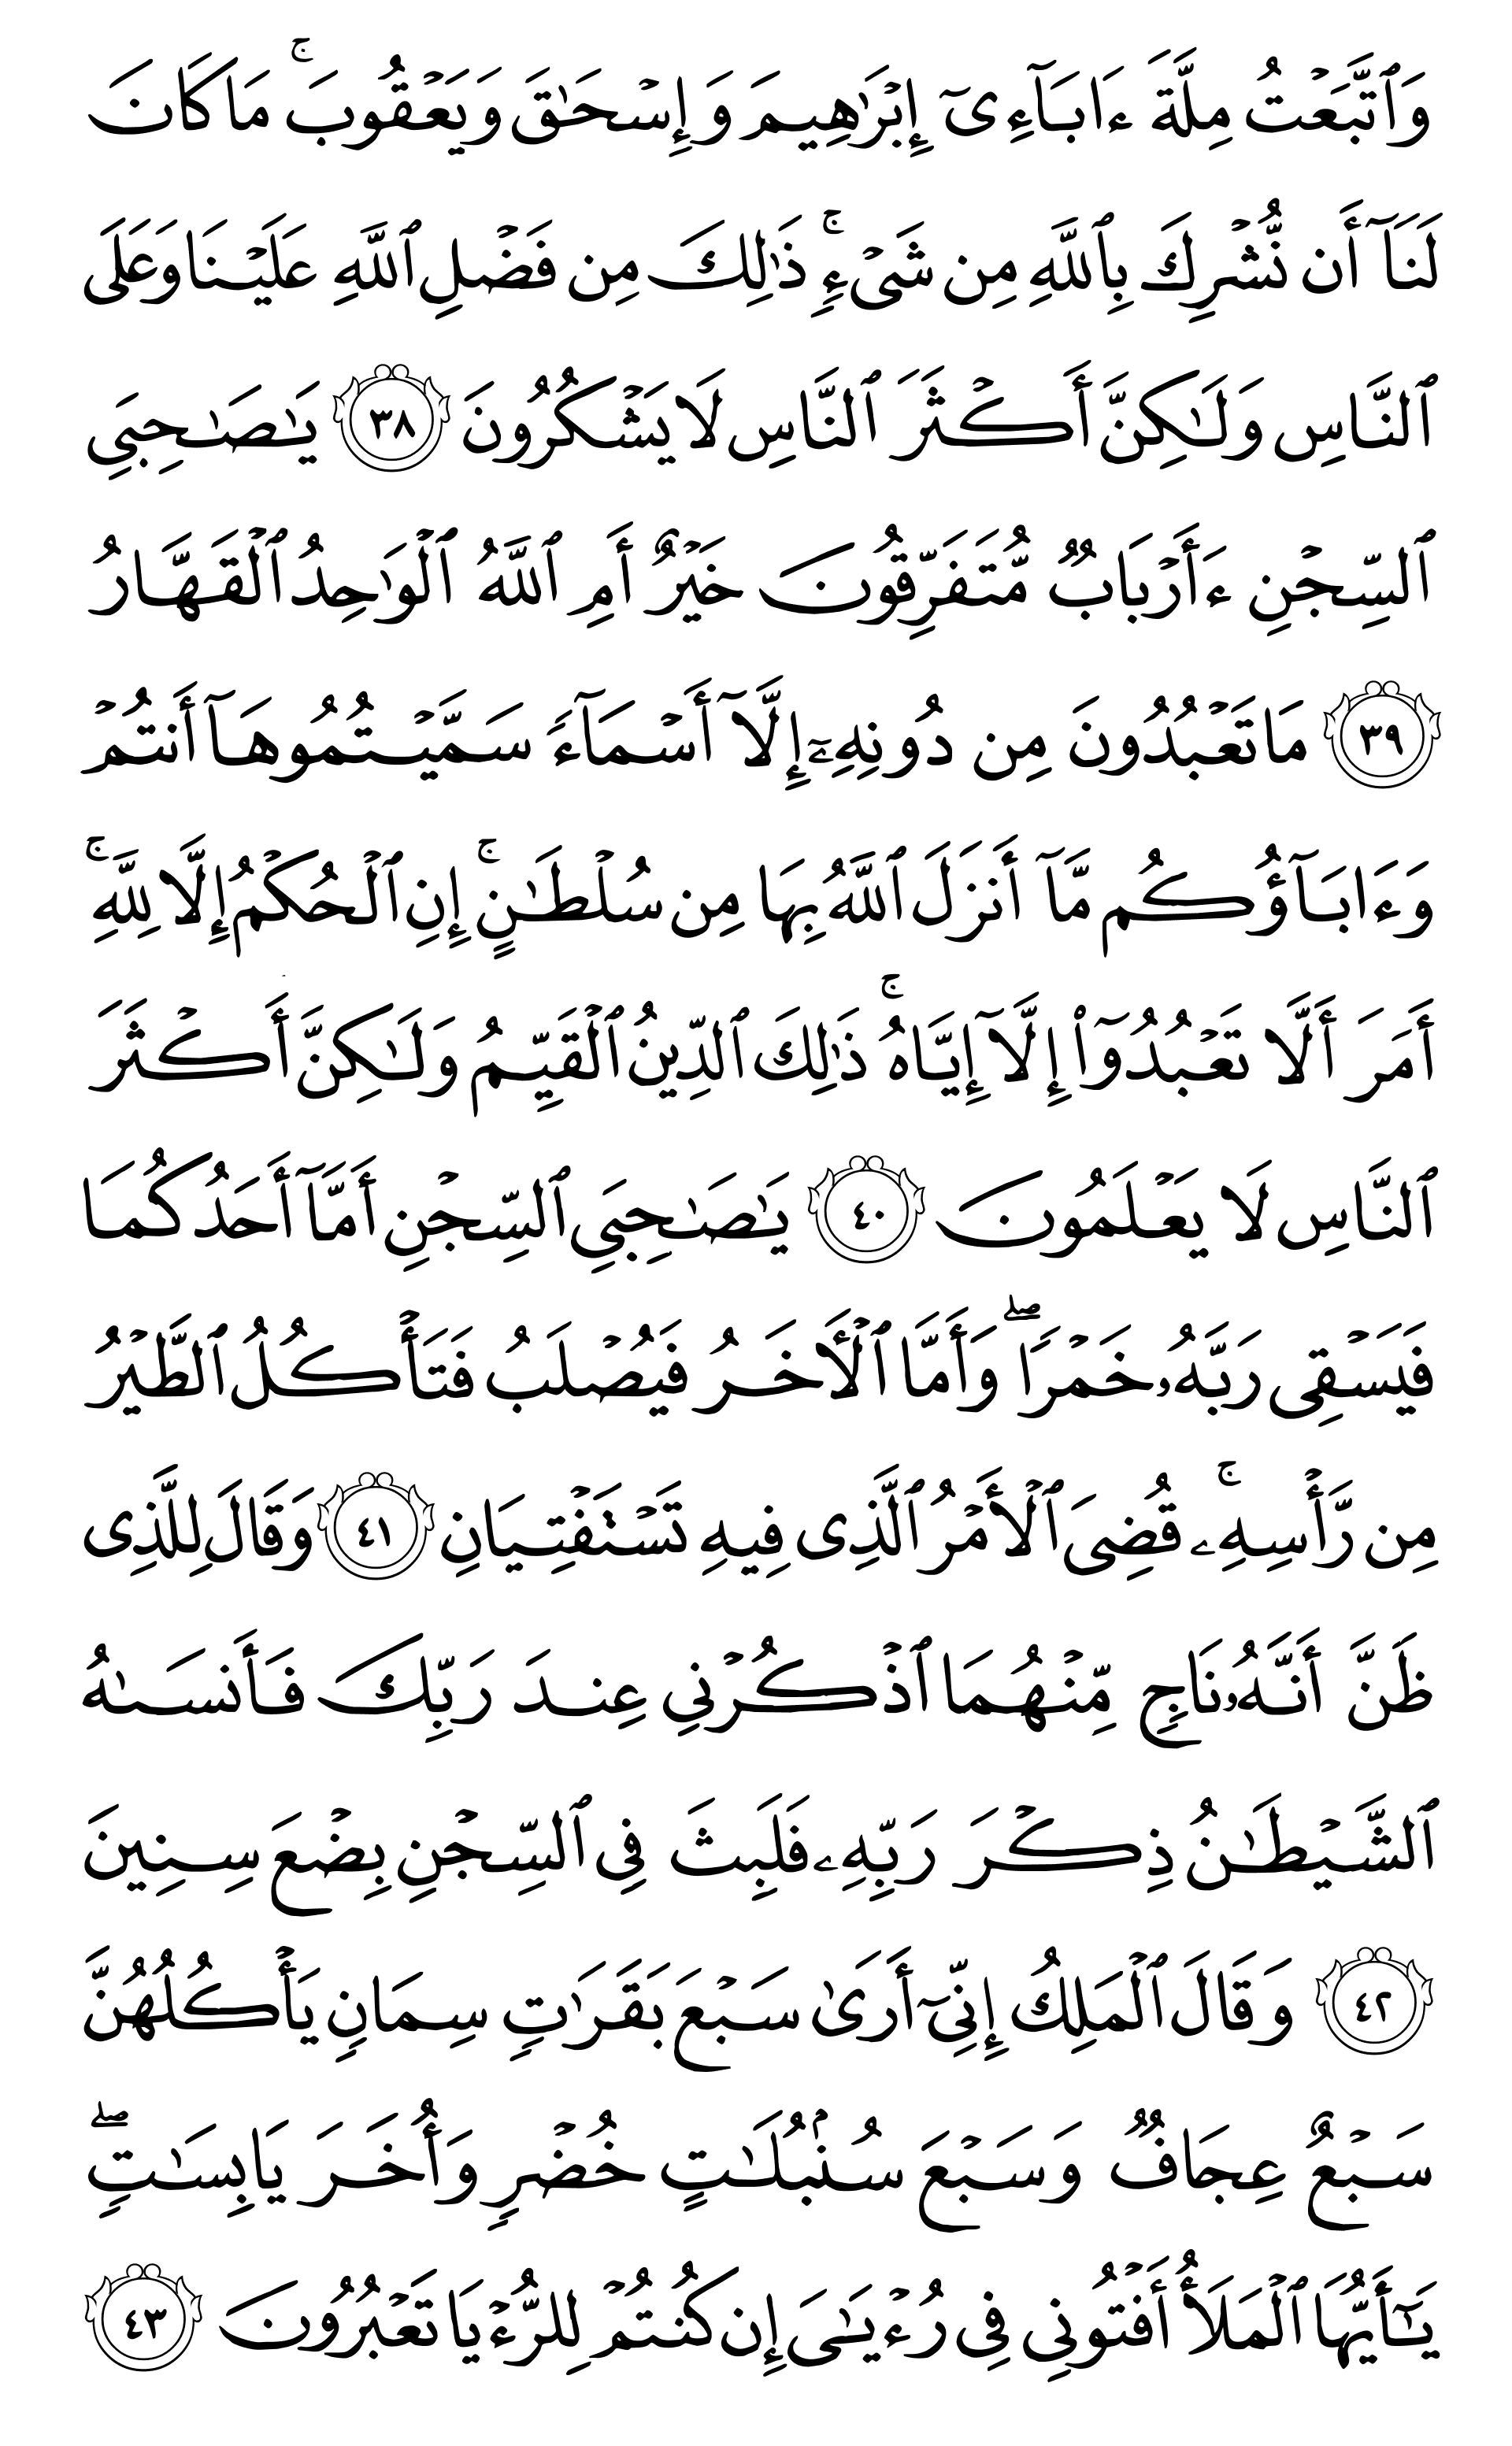 وَٱتَّبَعْتُ مِلَّةَ ءَابَآءِىٓ إِبْرَٰهِيمَ وَإِسْحَٰقَ وَيَعْقُوبَ ۚ مَا كَانَ
لَنَآ أَن نُّشْرِكَ بِٱللَّهِ مِن شَىْءٍ ۚ ذَٰلِكَ مِن فَضْلِ ٱللَّهِ عَلَيْنَا وَعَلَى
ٱلنَّاسِ وَلَٰكِنَّ أَكْثَرَ ٱلنَّاسِ لَا يَشْكُرُونَ ٣٨ يَٰصَٰحِبَىِ
ٱلسِّجْنِ ءَأَرْبَابٌ مُّتَفَرِّقُونَ خَيْرٌ أَمِ ٱللَّهُ ٱلْوَٰحِدُ ٱلْقَهَّارُ
٣٩ مَا تَعْبُدُونَ مِن دُونِهِۦٓ إِلَّآ أَسْمَآءً سَمَّيْتُمُوهَآ أَنتُمْ
وَءَابَآؤُكُم مَّآ أَنزَلَ ٱللَّهُ بِهَا مِن سُلْطَٰنٍ ۚ إِنِ ٱلْحُكْمُ إِلَّا لِلَّهِ ۚ
أَمَرَ أَلَّا تَعْبُدُوٓا۟ إِلَّآ إِيَّاهُ ۚ ذَٰلِكَ ٱلدِّينُ ٱلْقَيِّمُ وَلَٰكِنَّ أَكْثَرَ
ٱلنَّاسِ لَا يَعْلَمُونَ ٤٠ يَٰصَٰحِبَىِ ٱلسِّجْنِ أَمَّآ أَحَدُكُمَا
فَيَسْقِى رَبَّهُۥ خَمْرًا ۖ وَأَمَّا ٱلْأَخَرُ فَيُصْلَبُ فَتَأْكُلُ ٱلطَّيْرُ
مِن رَّأْسِهِۦ ۚ قُضِىَ ٱلْأَمْرُ ٱلَّذِى فِيهِ تَسْتَفْتِيَانِ ٤١ وَقَالَ لِلَّذِى
ظَنَّ أَنَّهُۥ نَاجٍ مِّنْهُمَا ٱذْكُرْنِى عِندَ رَبِّكَ فَأَنسَىٰهُ
ٱلشَّيْطَٰنُ ذِكْرَ رَبِّهِۦ فَلَبِثَ فِى ٱلسِّجْنِ بِضْعَ سِنِينَ
٤٢ وَقَالَ ٱلْمَلِكُ إِنِّىٓ أَرَىٰ سَبْعَ بَقَرَٰتٍ سِمَانٍ يَأْكُلُهُنَّ
سَبْعٌ عِجَافٌ وَسَبْعَ سُنۢبُلَٰتٍ خُضْرٍ وَأُخَرَ يَابِسَٰتٍ ۖ
يَٰٓأَيُّهَا ٱلْمَلَأُ أَفْتُونِى فِى رُءْيَٰىَ إِن كُنتُمْ لِلرُّءْيَا تَعْبُرُونَ ٤٣